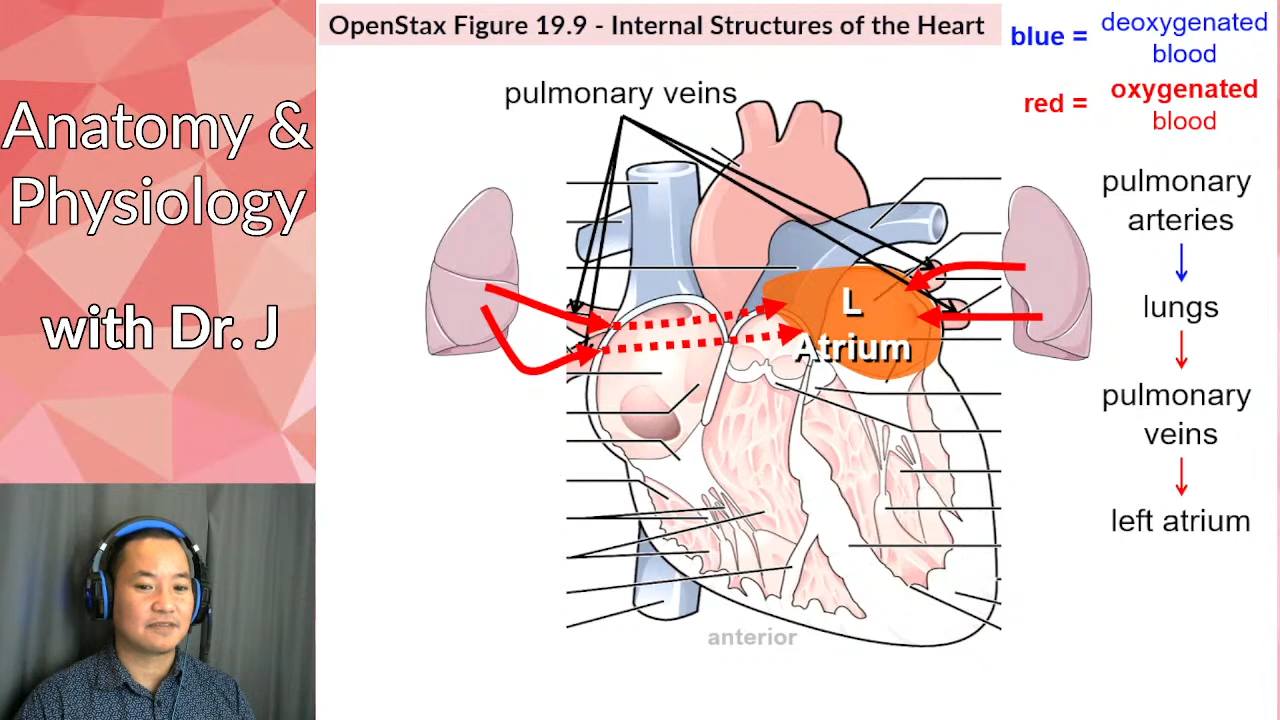 Anatomy &
Physiology
with Dr. J
OpenStax Figure 19.9 - Internal Structures of the Heart
blue = deoxygenated
blood
red = oxygenated
blood
pulmonary veins
L
Atrium
anterior
pulmonary
arteries
lungs
pulmonary
veins
left atrium